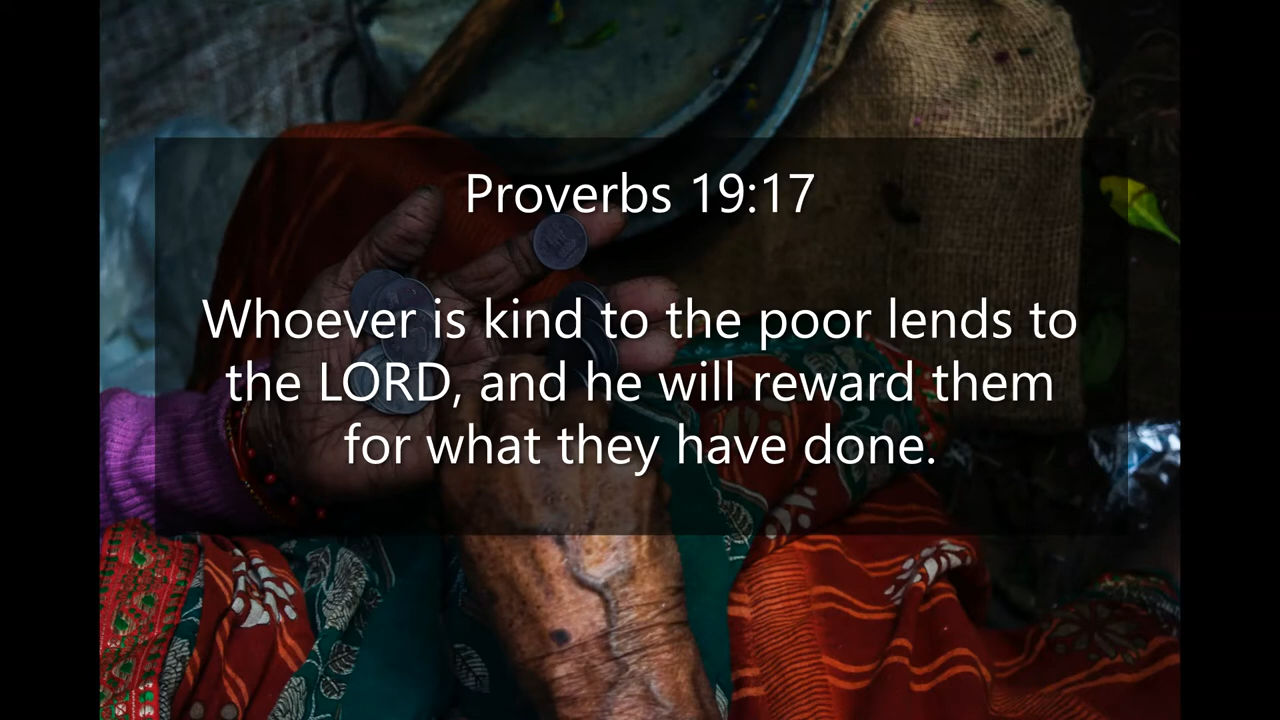 Proverbs 19:17
Whoever is kind to the poor lends to
the LORD, and he will reward them
for what they have done.